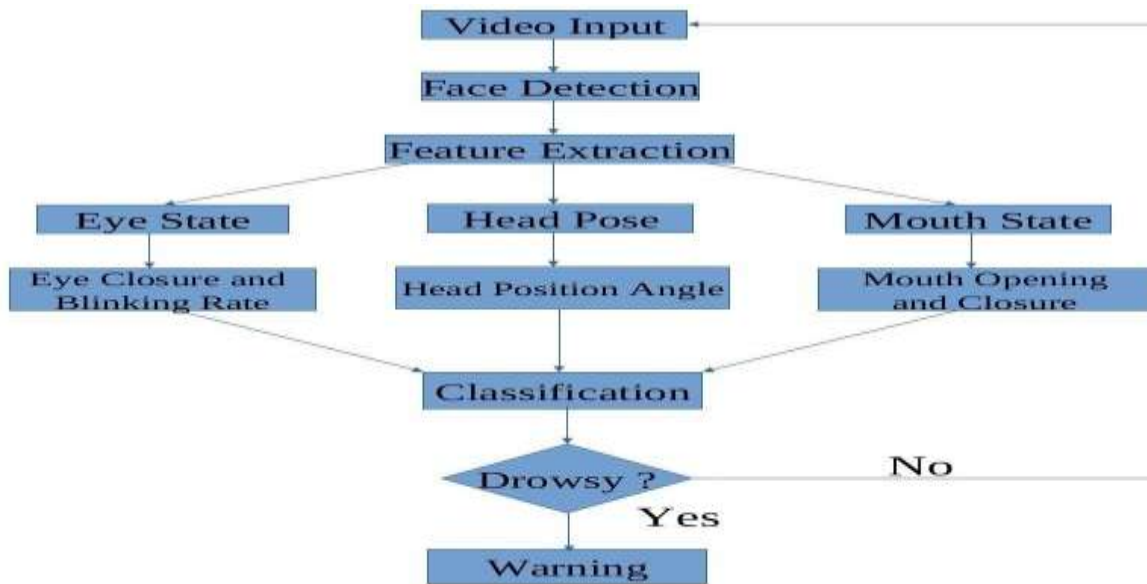 Video Input
Face Detection
Feature Extraction
Eye State
Head Pose
Mouth State
Eye Closure and
Blinking Rate
Head Position Angle
Mouth Opening
and Closure
Classification
Drowsy ?
No
Yes
Warning